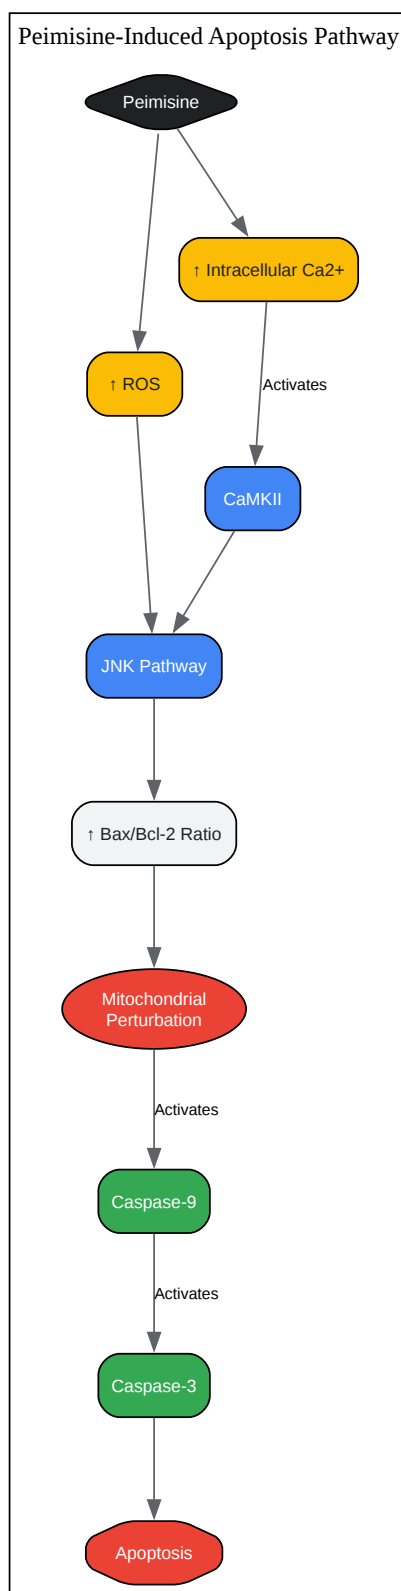 Peimisine-Induced Apoptosis Pathway
Peimisine
↑ Intracellular Ca2+
↑ ROS
Activates
CaMKII
JNK Pathway
↑ Bax/Bcl-2 Ratio
Mitochondrial
Perturbation
Activates
Caspase-9
Activates
Caspase-3
Apoptosis